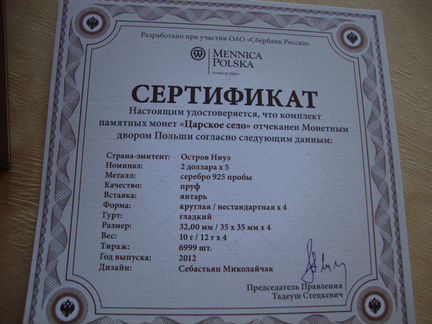 Разработано при участии ОАО «Сбербанк России»
MENNICA
POLSKA
СЕРТИФИКАТ
Настоящим удостоверяется, что комплект
памятных монет «Царское село» отчеканен Монетным
двором Польши согласно следующим данным:
Страна-эмитент: Остров Ниуэ
Номинал: 2 доллара x 5
Металл: серебро 925 пробы
Качество: пруф
Вставка: янтарь
Форма: круглая / нестандартная x 4
Гурт: гладкий
Размер: 32,00 мм / 35 x 35 мм x 4
Вес: 10 г / 12 г x 4
Тираж: 6999 шт.
Год выпуска: 2012
Дизайн: Себастьян Миколайчак
Председатель Правления
Тадеуш Стецкевич